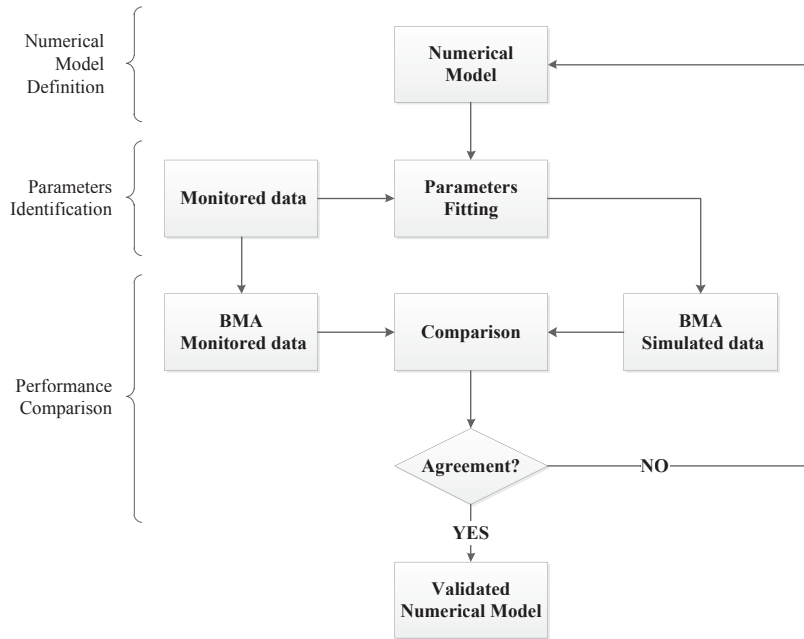 Numerical
Model
Definition
Numerical
Model
Parameters
Identification
Monitored data
Parameters
Fitting
Performance
Comparison
BMA
Monitored data
Comparison
BMA
Simulated data
Agreement?
NO
YES
Validated
Numerical Model